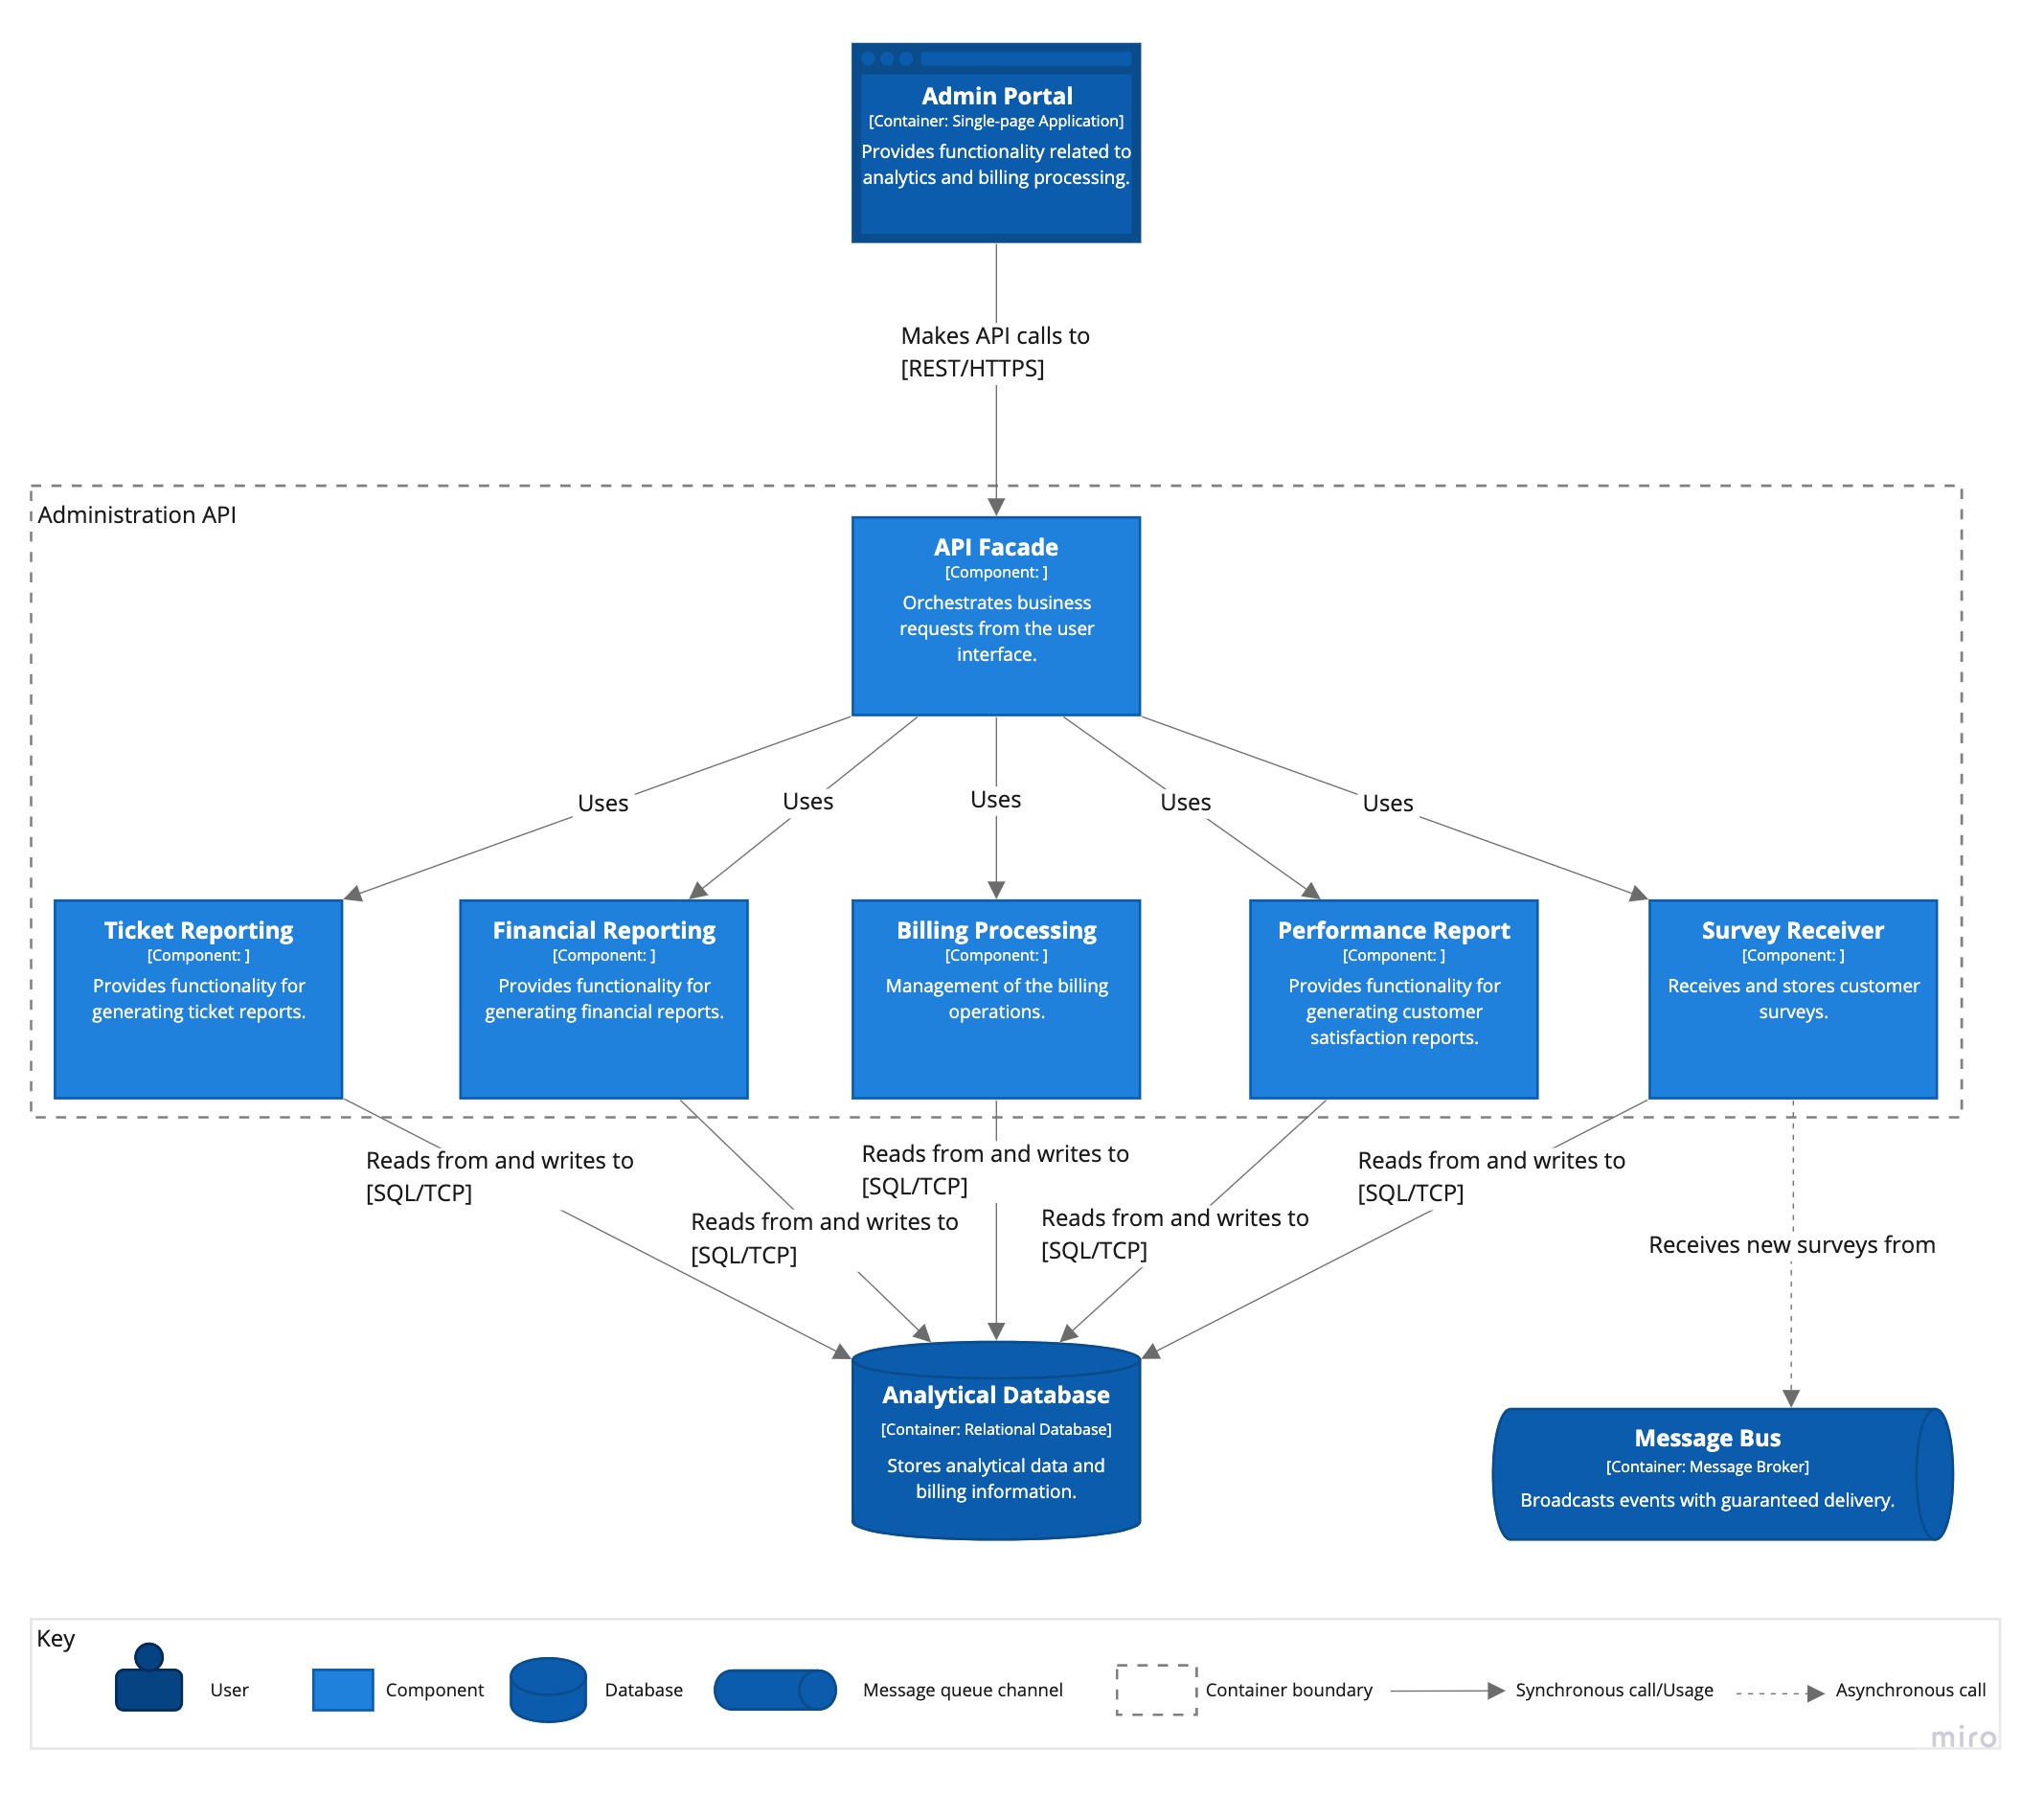 Admin Portal
[Container: Single-page Application]
Provides functionality related to
analytics and billing processing.
Makes API calls to
[REST/HTTPS]
Administration API
API Facade
[Component: ]
Orchestrates business
requests from the user
interface.
Uses
Uses
Uses
Uses
Uses
Ticket Reporting
[Component: ]
Provides functionality for
generating ticket reports.
Financial Reporting
[Component: ]
Provides functionality for
generating financial reports.
Billing Processing
[Component: ]
Management of the billing
operations.
Performance Report
[Component: ]
Provides functionality for
generating customer
satisfaction reports.
Survey Receiver
[Component: ]
Receives and stores customer
surveys.
Reads from and writes to
[SQL/TCP]
Reads from and writes to
[SQL/TCP]
Reads from and writes to
[SQL/TCP]
Reads from and writes to
[SQL/TCP]
Reads from and writes to
[SQL/TCP]
Receives new surveys from
Analytical Database
[Container: Relational Database]
Stores analytical data and
billing information.
Message Bus
[Container: Message Broker]
Broadcasts events with guaranteed delivery.
Key
User
Component
Database
Message queue channel
Container boundary
Synchronous call/Usage
Asynchronous call
miro